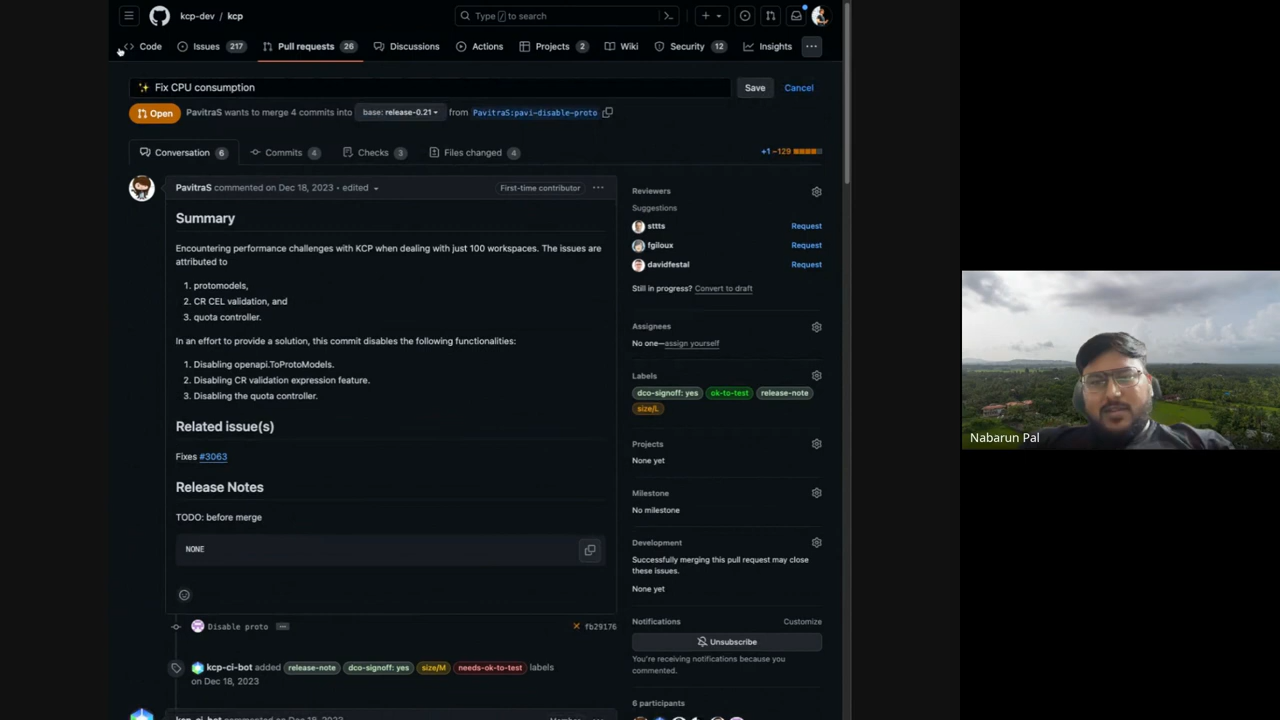 kcp-dev / kcp
Type / to search
Code
Issues 217
Pull requests 26
Discussions
Actions
Projects 2
Wiki
Security 12
Insights
✨ Fix CPU consumption
Save
Cancel
Open
PavitraS wants to merge 4 commits into base: release-0.21 from PavitraS:pavi-disable-proto
Conversation 6
Commits 4
Checks 3
Files changed 4
+1 −129
PavitraS commented on Dec 18, 2023 • edited
First-time contributor
Summary
Encountering performance challenges with KCP when dealing with just 100 workspaces. The issues are
attributed to
1. protomodels,
2. CR CEL validation, and
3. quota controller.
In an effort to provide a solution, this commit disables the following functionalities:
1. Disabling openapi.ToProtoModels.
2. Disabling CR validation expression feature.
3. Disabling the quota controller.
Related issue(s)
Fixes #3063
Release Notes
TODO: before merge
NONE
Disable proto
fb29176
kcp-ci-bot added release-note dco-signoff: yes size/M needs-ok-to-test labels
on Dec 18, 2023
kcp-ci-bot commented on Dec 18, 2023
Member
Reviewers
Suggestions
sttts Request
fgiloux Request
davidfestal Request
Still in progress? Convert to draft
Assignees
No one—assign yourself
Labels
dco-signoff: yes ok-to-test release-note
size/L
Projects
None yet
Milestone
No milestone
Development
Successfully merging this pull request may close
these issues.
None yet
Notifications
Customize
Unsubscribe
You're receiving notifications because you
commented.
6 participants
Nabarun Pal